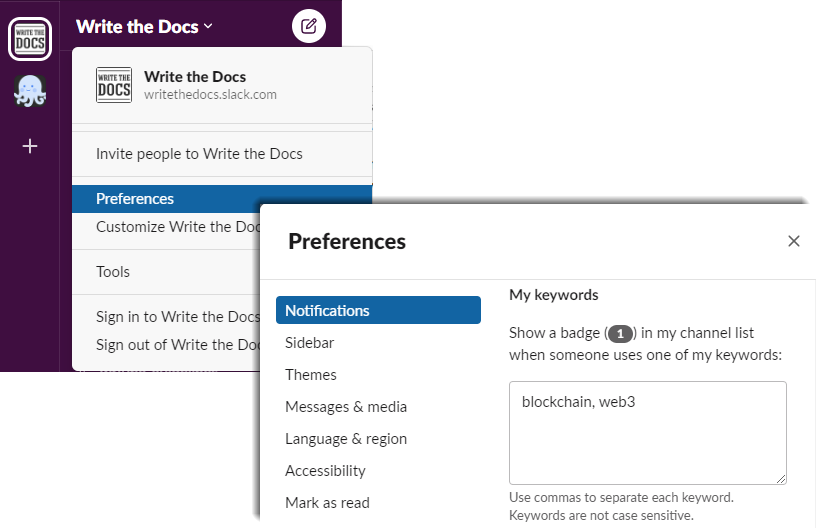 WRITE THE
DOCS
Write the Docs
WRITE THE
DOCS
Write the Docs
writethedocs.slack.com
Invite people to Write the Docs
Preferences
Customize Write the Doc
Tools
Sign in to Write the Docs
Sign out of Write the Doc
Preferences
Notifications
Sidebar
Themes
Messages & media
Language & region
Accessibility
Mark as read
My keywords
Show a badge (1) in my channel list
when someone uses one of my keywords:
blockchain, web3
Use commas to separate each keyword.
Keywords are not case sensitive.